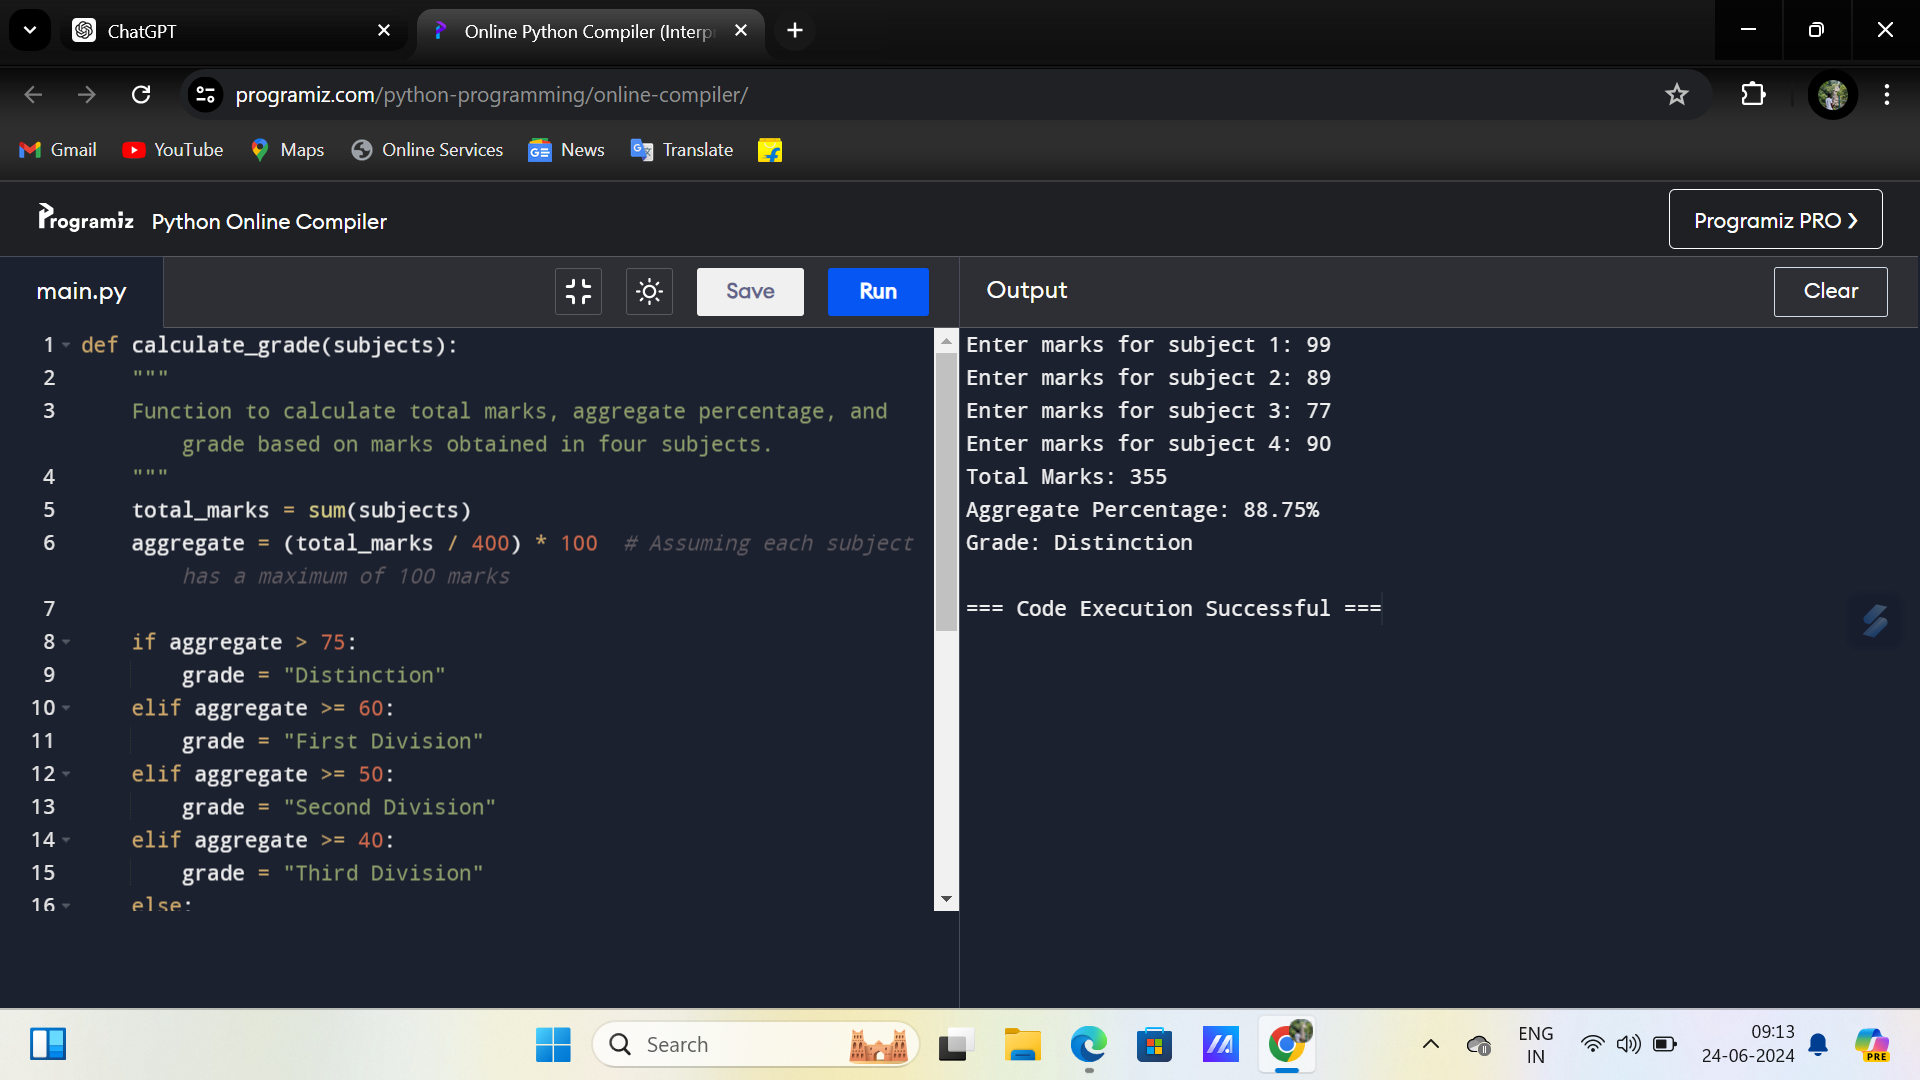 ChatGPT
Online Python Compiler (Interp
programiz.com/python-programming/online-compiler/
Gmail
YouTube
Maps
Online Services
News
Translate
Programiz Python Online Compiler
Programiz PRO ❯
main.py
Save
Run
Output
Clear
1 def calculate_grade(subjects):
2 """
3 Function to calculate total marks, aggregate percentage, and
grade based on marks obtained in four subjects.
4 """
5 total_marks = sum(subjects)
6 aggregate = (total_marks / 400) * 100  # Assuming each subject
has a maximum of 100 marks
7
8 if aggregate > 75:
9 grade = "Distinction"
10 elif aggregate >= 60:
11 grade = "First Division"
12 elif aggregate >= 50:
13 grade = "Second Division"
14 elif aggregate >= 40:
15 grade = "Third Division"
16 else:
Enter marks for subject 1: 99
Enter marks for subject 2: 89
Enter marks for subject 3: 77
Enter marks for subject 4: 90
Total Marks: 355
Aggregate Percentage: 88.75%
Grade: Distinction
=== Code Execution Successful ===
Search
ENG
IN
09:13
24-06-2024
PRE